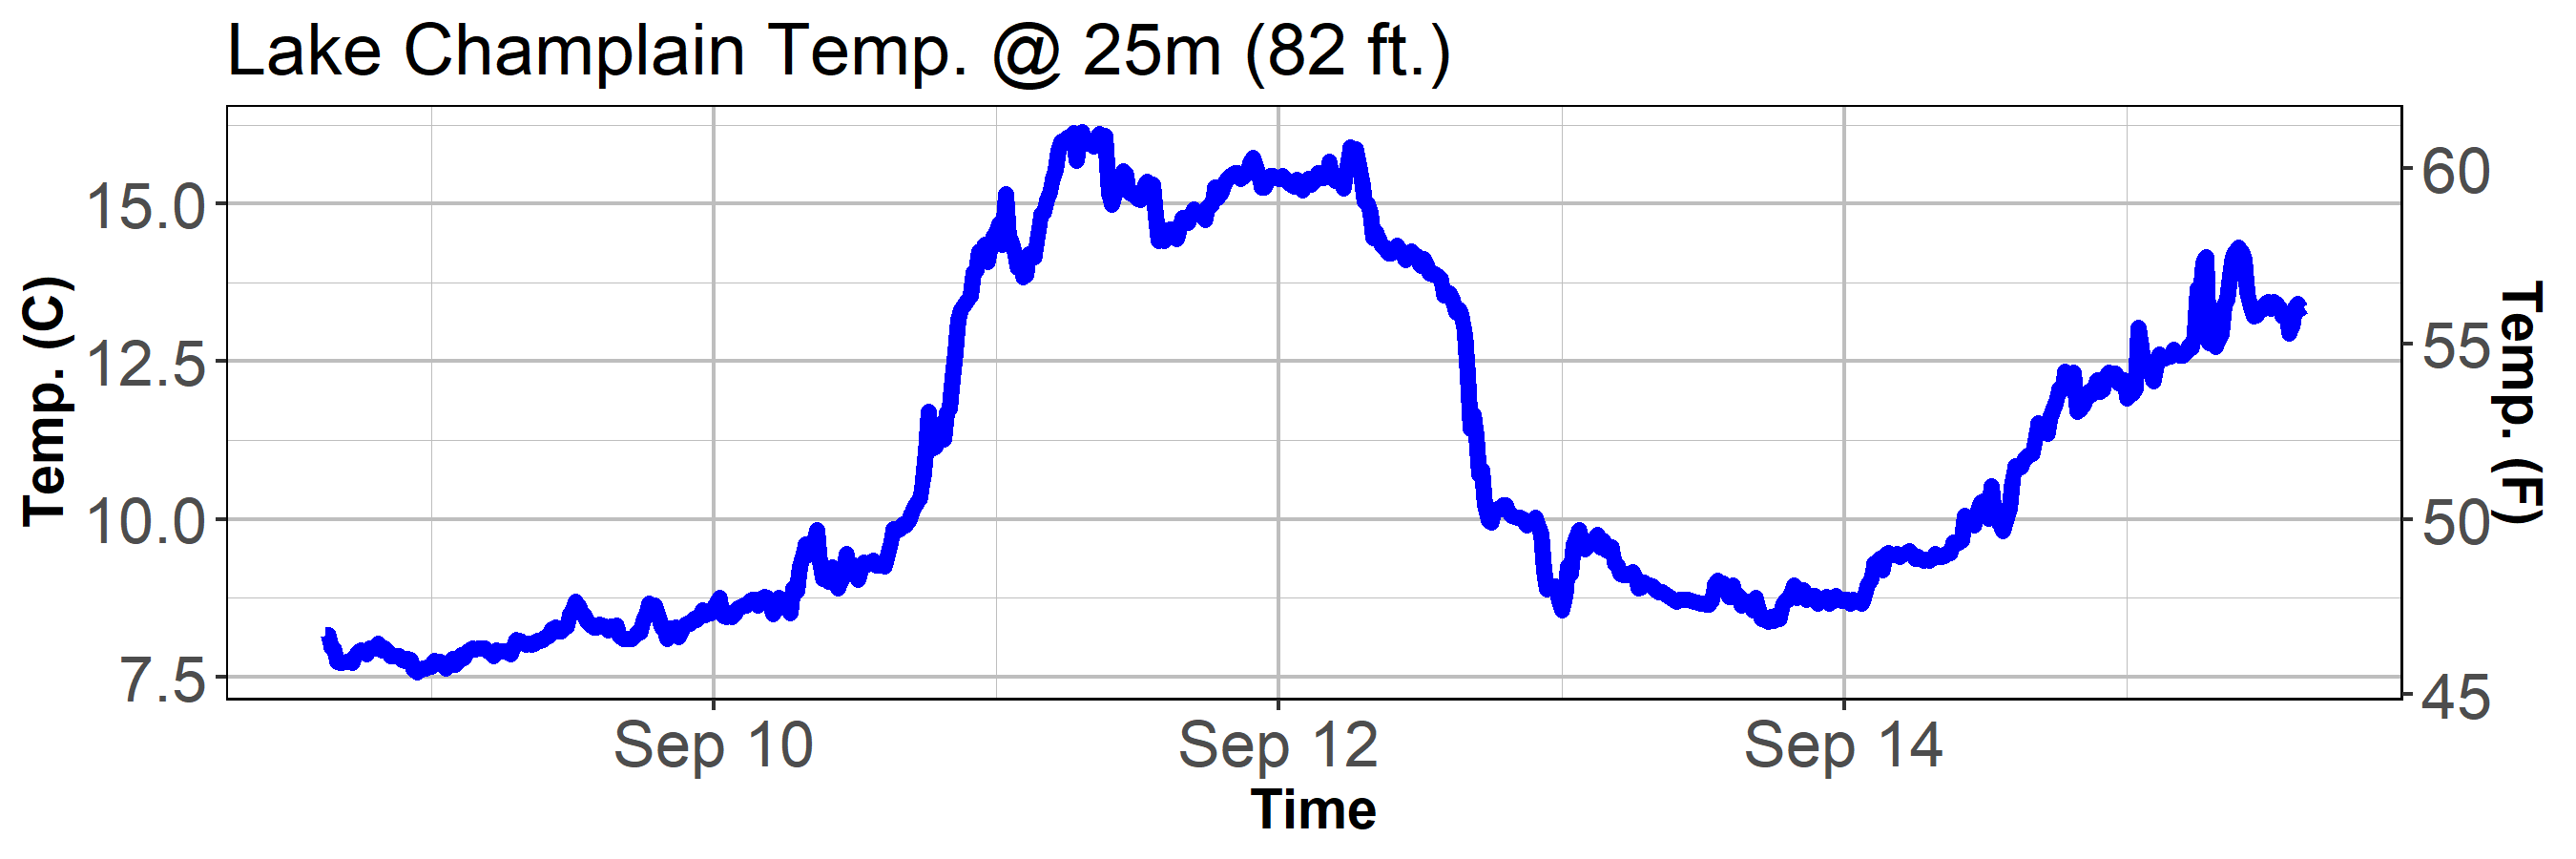 Lake Champlain Temp. @ 25m (82 ft.)
Temp. (C)
15.0
12.5
10.0
7.5
60
55
50
45
Temp. (F)
Sep 10
Sep 12
Sep 14
Time